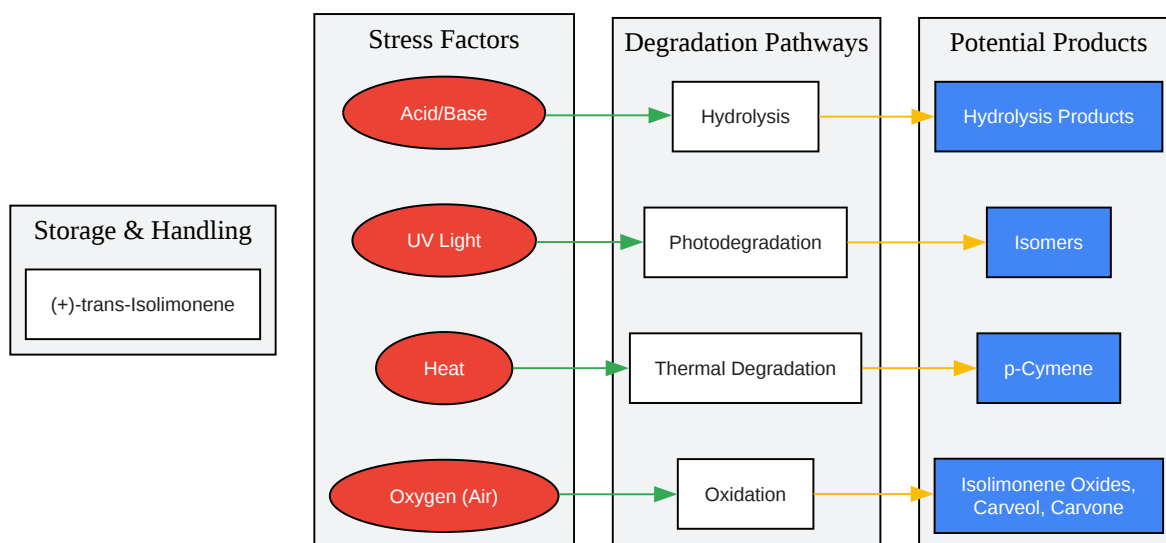 Storage & Handling
(+)-trans-Isolimonene
Stress Factors
Acid/Base
UV Light
Heat
Oxygen (Air)
Degradation Pathways
Hydrolysis
Photodegradation
Thermal Degradation
Oxidation
Potential Products
Hydrolysis Products
Isomers
p-Cymene
Isolimonene Oxides,
Carveol, Carvone